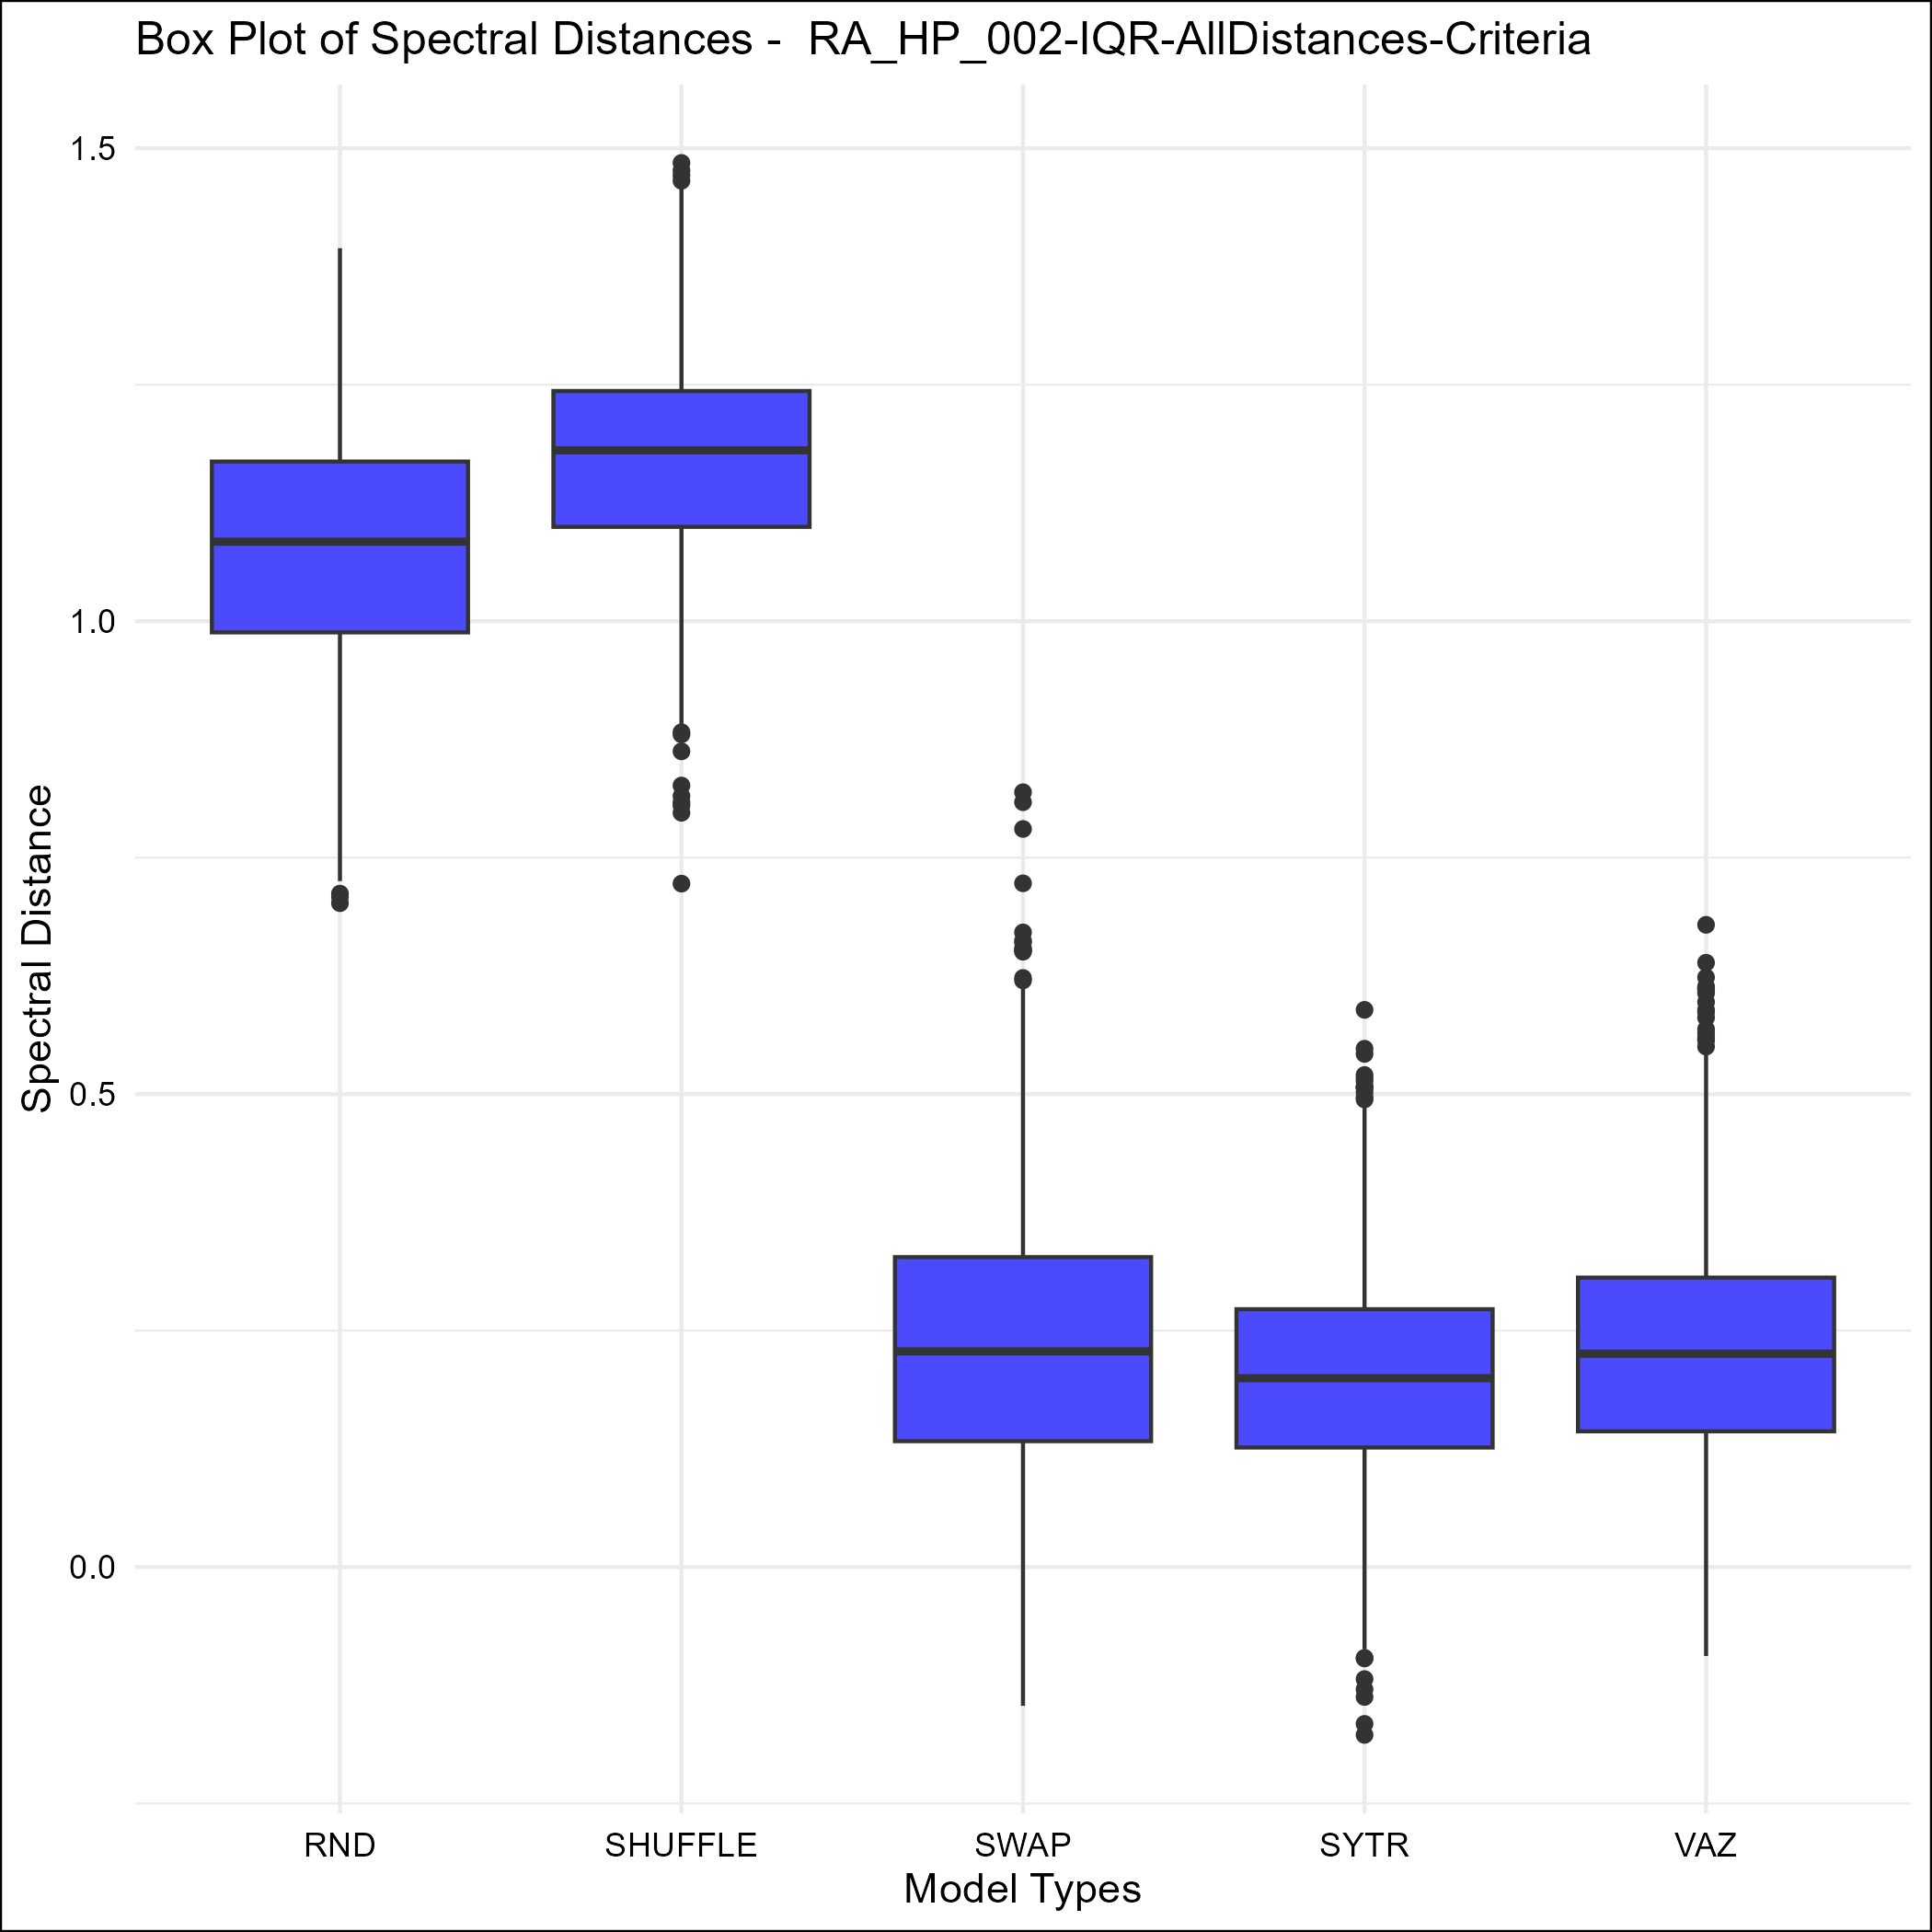 Box Plot of Spectral Distances -  RA_HP_002-IQR-AllDistances-Criteria
Spectral Distance
1.5
1.0
0.5
0.0
RND SHUFFLE SWAP SYTR VAZ
Model Types